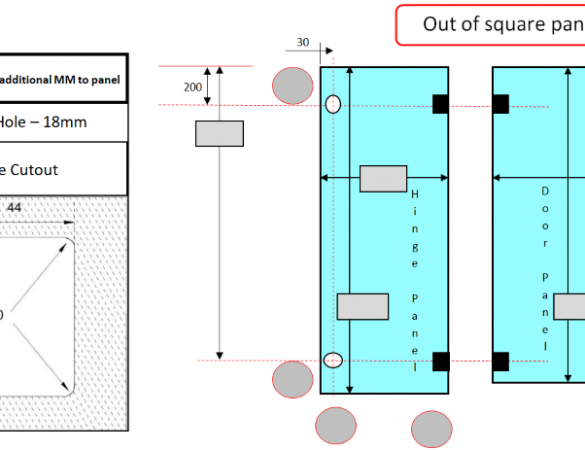 Out of square pan
30
additional MM to panel
200
Hole – 18mm
e Cutout
44
Hinge Panel
Door Panel
0